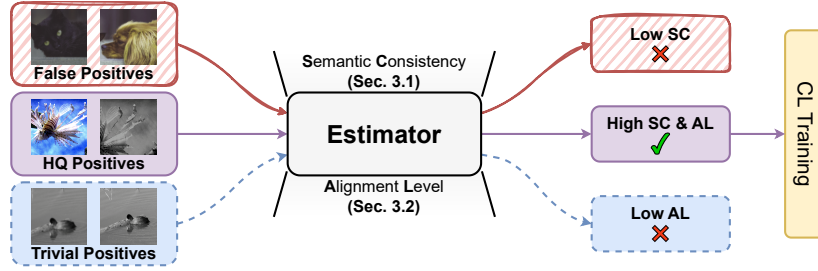 False Positives
HQ Positives
Trivial Positives
Semantic Consistency
(Sec. 3.1)
Estimator
Alignment Level
(Sec. 3.2)
Low SC
High SC & AL
Low AL
CL Training